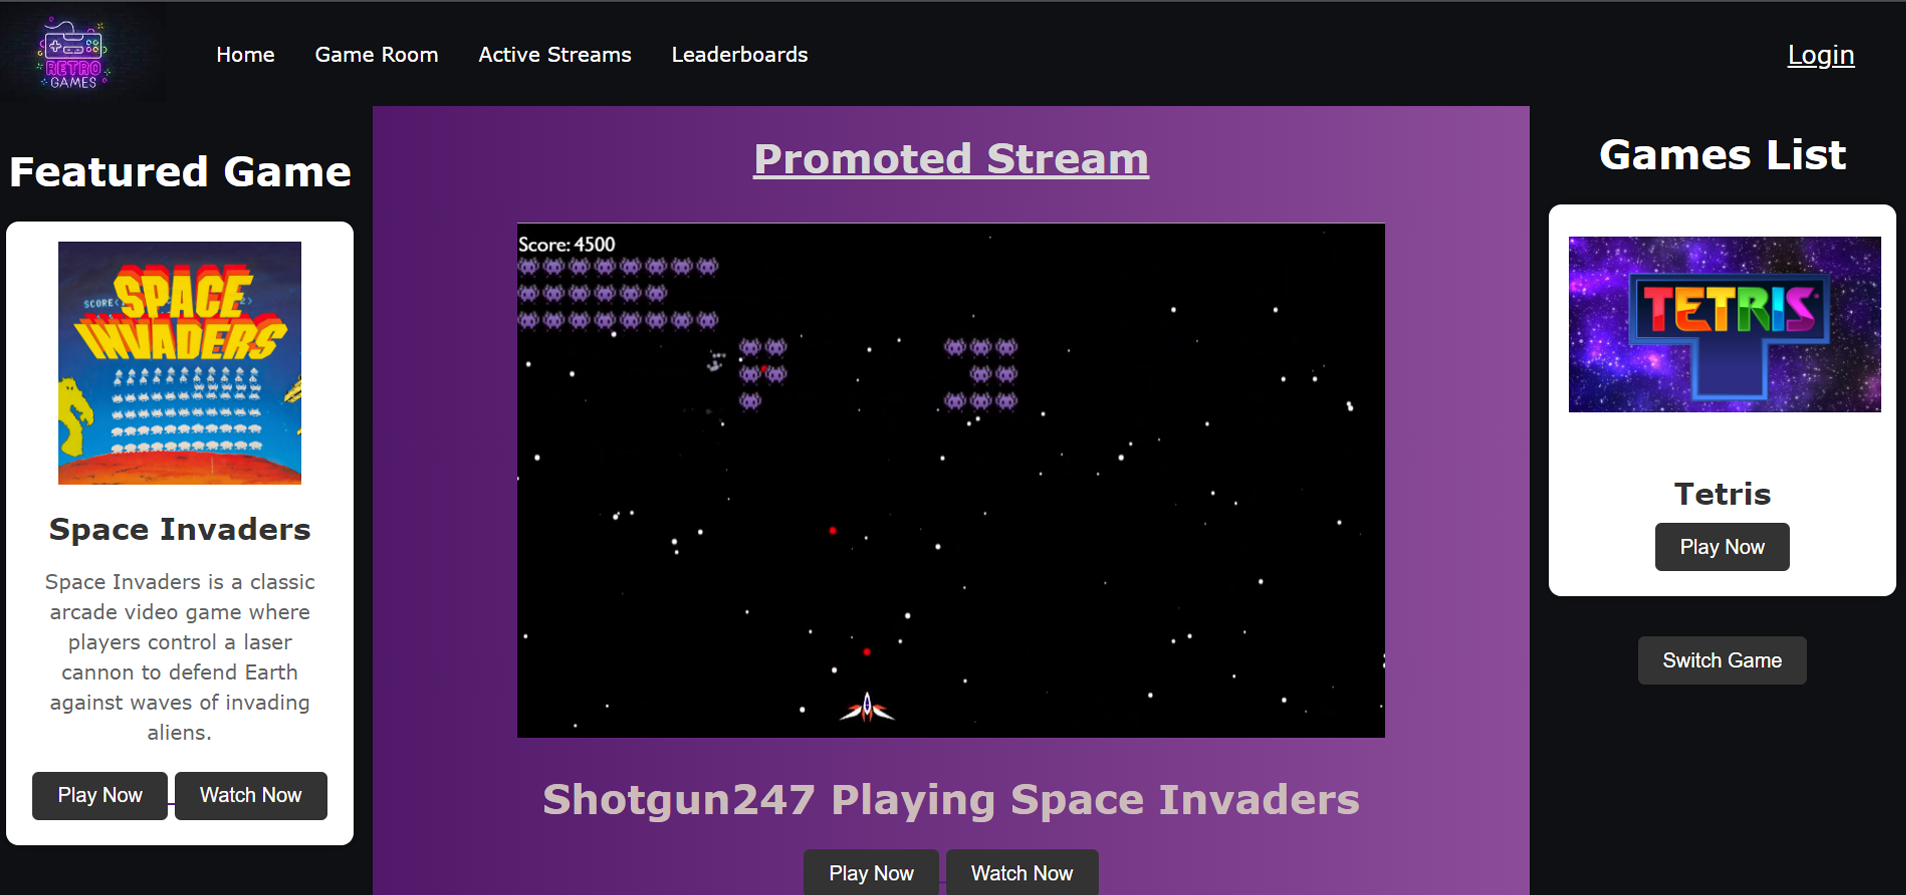 RETRO
GAMES
Home
Game Room
Active Streams
Leaderboards
Login
Featured Game
SPACE
INVADERS
Space Invaders
Space Invaders is a classic
arcade video game where
players control a laser
cannon to defend Earth
against waves of invading
aliens.
Play Now
Watch Now
Promoted Stream
Score: 4500
Shotgun247 Playing Space Invaders
Play Now
Watch Now
Games List
TETRIS
Tetris
Play Now
Switch Game